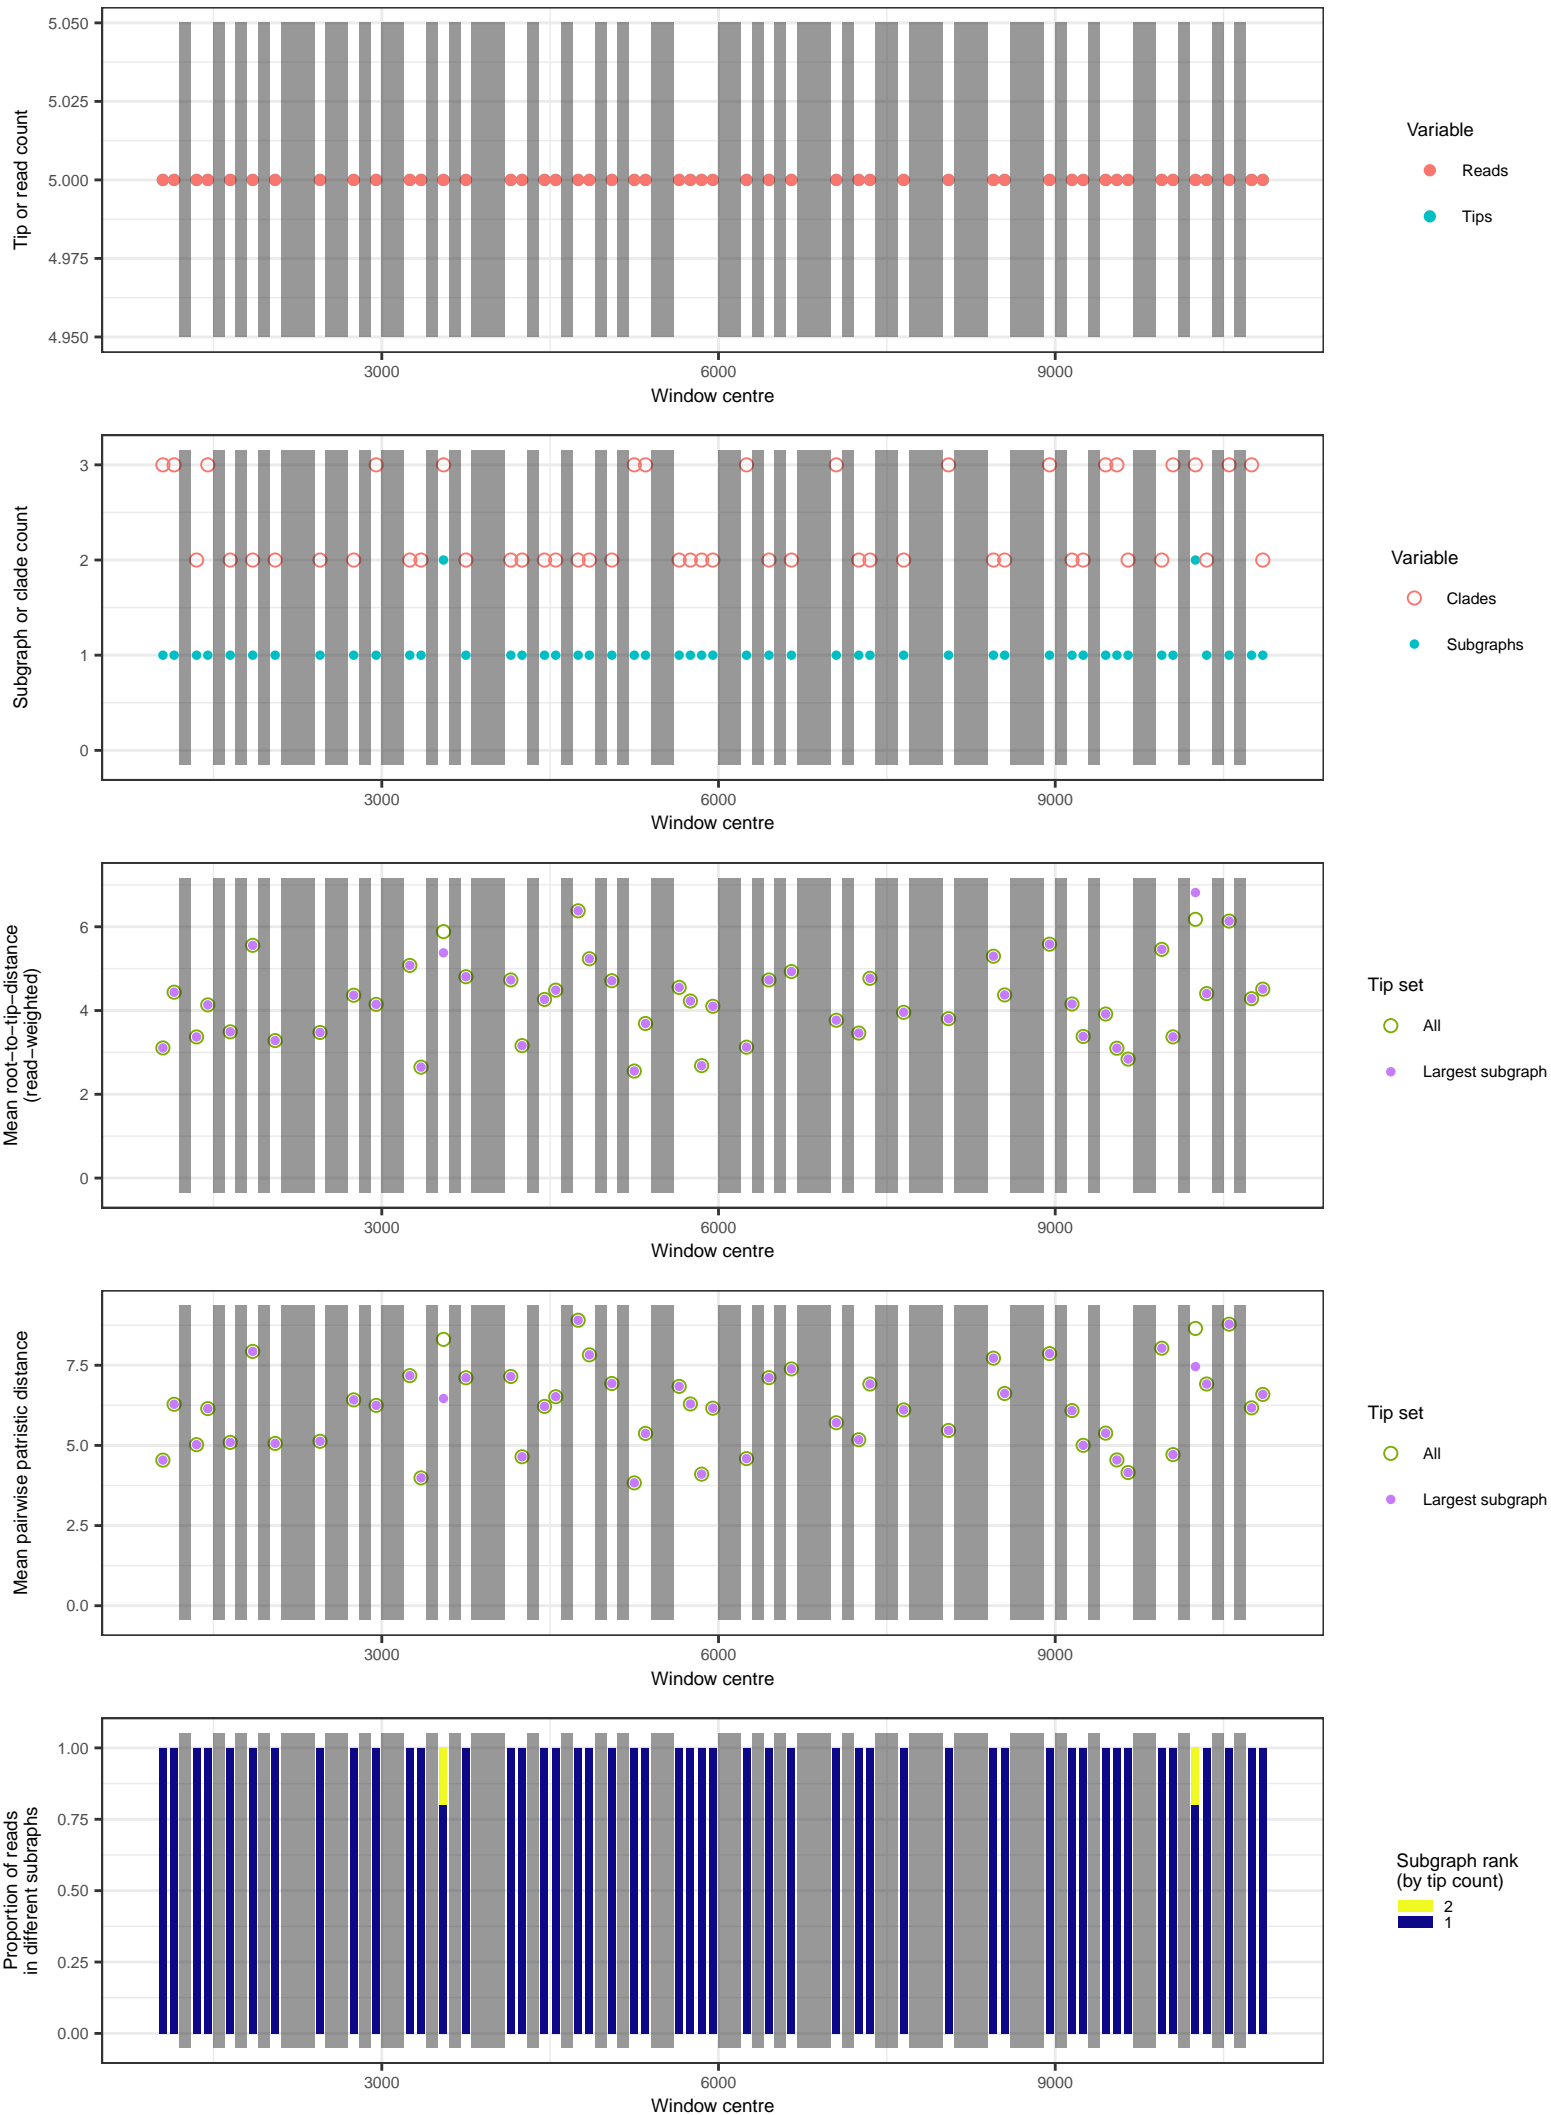 5.050
5.025
5.000
4.975
4.950
Tip or read count
3000 6000 9000
Window centre
Variable
Reads
Tips
3
2
1
0
Subgraph or clade count
3000 6000 9000
Window centre
Variable
Clades
Subgraphs
6
4
2
0
Mean root−to−tip−distance
(read−weighted)
3000 6000 9000
Window centre
Tip set
All
Largest subgraph
7.5
5.0
2.5
0.0
Mean pairwise patristic distance
3000 6000 9000
Window centre
Tip set
All
Largest subgraph
1.00
0.75
0.50
0.25
0.00
Proportion of reads
in different subraphs
3000 6000 9000
Window centre
Subgraph rank
(by tip count)
2
1